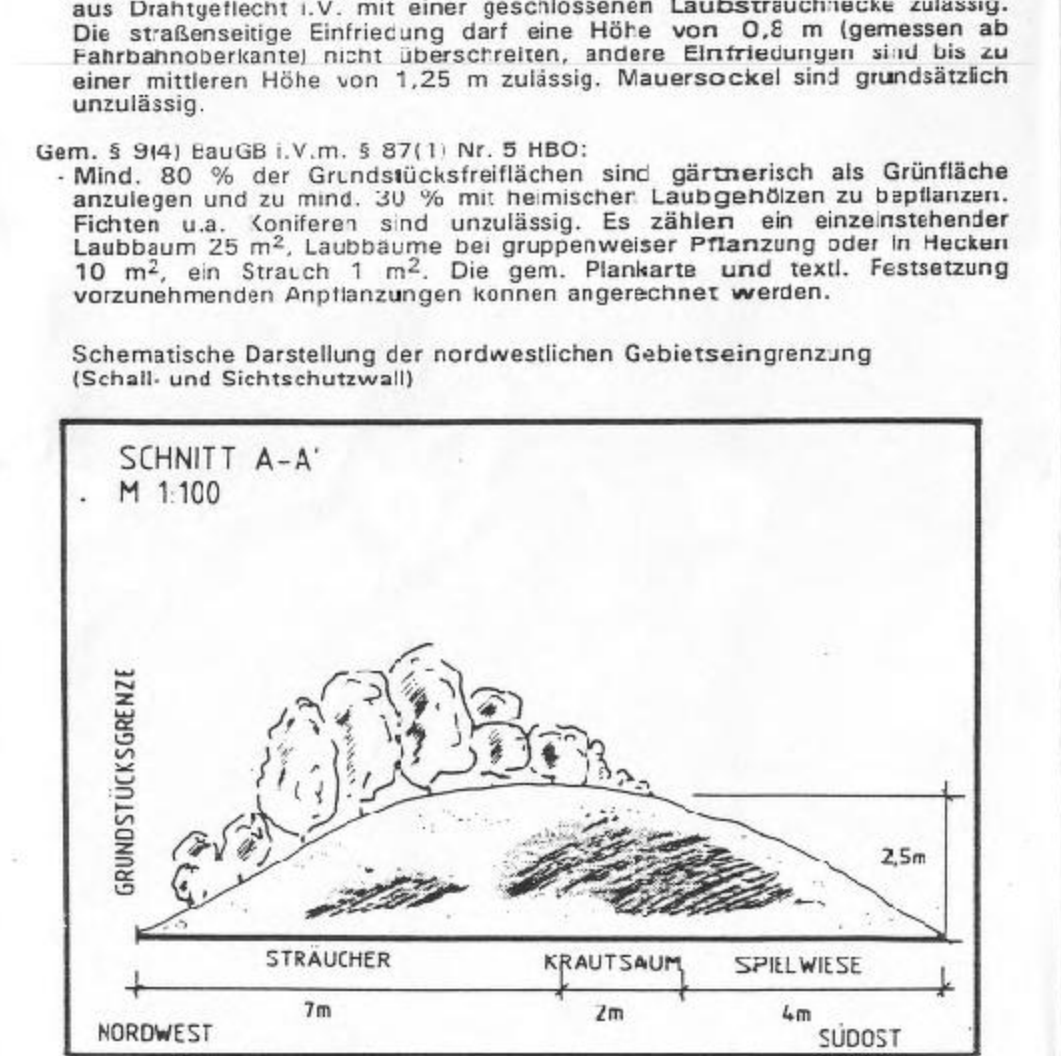 aus Drahtgeflecht i.V. mit einer geschlossenen Laubstrauchhecke zulässig.
Die straßenseitige Einfriedung darf eine Höhe von 0,8 m (gemessen ab
Fahrbahnoberkante) nicht überschreiten, andere Einfriedungen sind bis zu
einer mittleren Höhe von 1,25 m zulässig. Mauersockel sind grundsätzlich
unzulässig.
Gem. § 9(4) BauGB i.V.m. § 87(1) Nr. 5 HBO:
- Mind. 80 % der Grundstücksfreiflächen sind gärtnerisch als Grünfläche
anzulegen und zu mind. 30 % mit heimischen Laubgehölzen zu bepflanzen.
Fichten u.a. Koniferen sind unzulässig. Es zählen ein einzelnstehender
Laubbaum 25 m², Laubbäume bei gruppenweiser Pflanzung oder in Hecken
10 m², ein Strauch 1 m². Die gem. Plankarte und textl. Festsetzung
vorzunehmenden Anpflanzungen können angerechnet werden.
Schematische Darstellung der nordwestlichen Gebietseingrenzung
(Schall- und Sichtschutzwall)
SCHNITT A-A'
M 1:100
GRUNDSTÜCKSGRENZE
2,5m
STRÄUCHER KRAUTSAUM SPIELWIESE
7m 2m 4m
NORDWEST SÜDOST